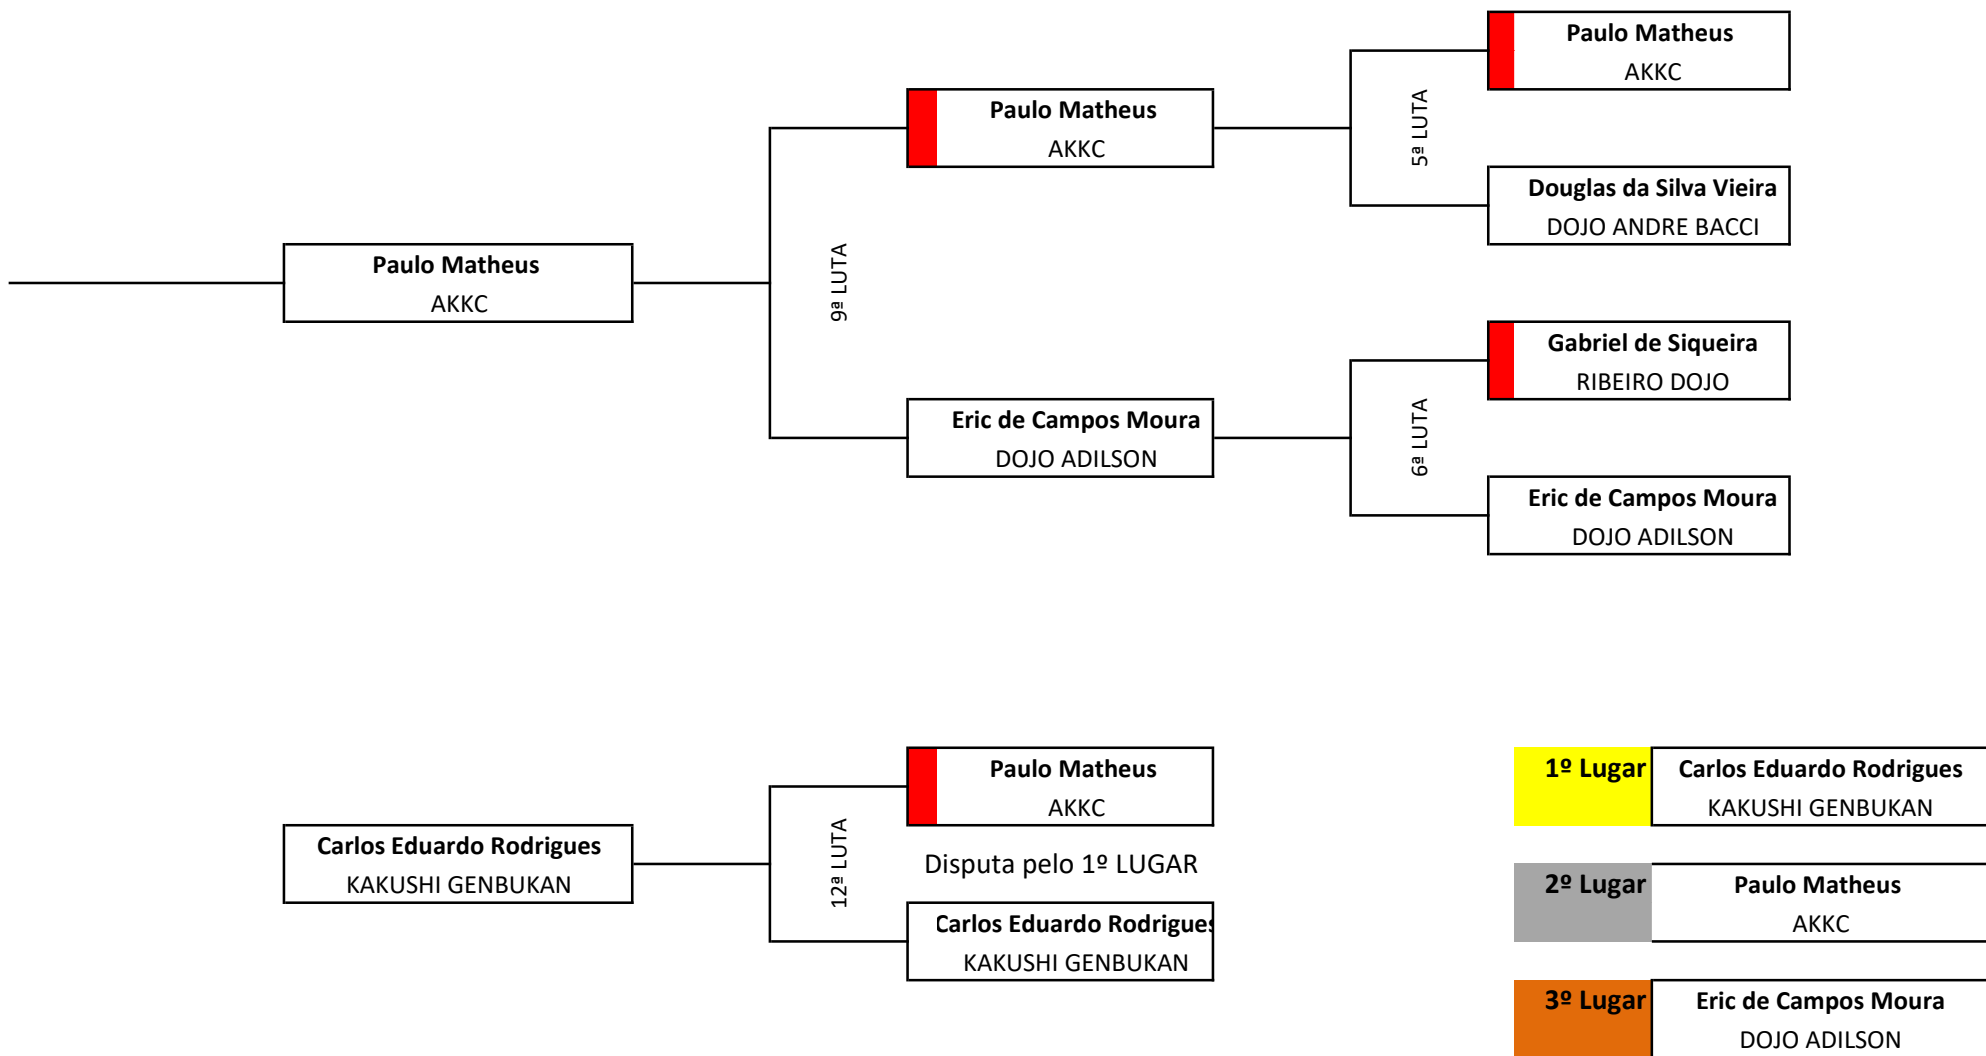 Paulo Matheus
AKKC
5ª LUTA
Douglas da Silva Vieira
DOJO ANDRE BACCI
Paulo Matheus
AKKC
9ª LUTA
Paulo Matheus
AKKC
Gabriel de Siqueira
RIBEIRO DOJO
6ª LUTA
Eric de Campos Moura
DOJO ADILSON
Eric de Campos Moura
DOJO ADILSON
Paulo Matheus
AKKC
12ª LUTA
Disputa pelo 1º LUGAR
Carlos Eduardo Rodrigues
KAKUSHI GENBUKAN
Carlos Eduardo Rodrigues
KAKUSHI GENBUKAN
1º Lugar
Carlos Eduardo Rodrigues
KAKUSHI GENBUKAN
2º Lugar
Paulo Matheus
AKKC
3º Lugar
Eric de Campos Moura
DOJO ADILSON